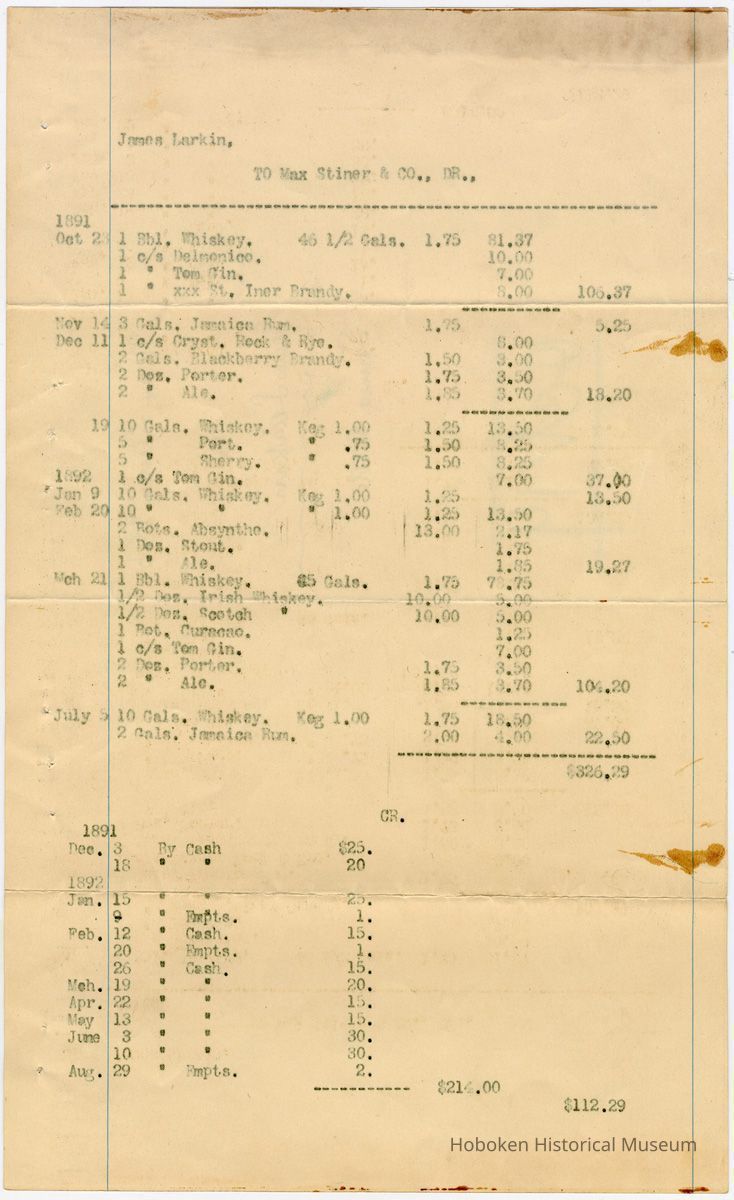 James Larkin,
TO Max Stiner & CO., DR.,
1891
Oct 23 1 Bbl. Whiskey. 46 1/2 Gals. 1.75 81.37
1 c/s Delmonico. 10.00
1 " Tom Gin. 7.00
1 " xxx St. Iner Brandy. 8.00 106.37
Nov 14 3 Gals. Jamaica Rum. 1.75 5.25
Dec 11 1 c/s Cryst. Rock & Rye. 8.00
2 Gals. Blackberry Brandy. 1.50 3.00
2 Doz. Porter. 1.75 3.50
2 " Ale. 1.85 3.70 18.20
19 10 Gals. Whiskey. Keg 1.00 1.25 13.50
5 " Port. " .75 1.50 8.25
5 " Sherry. " .75 1.50 8.25
1892 1 c/s Tom Gin. 7.00 37.00
Jan 9 10 Gals. Whiskey. Keg 1.00 1.25 13.50
Feb 20 10 " " " 1.00 1.25 13.50
2 Bots. Absynthe. 13.00 2.17
1 Doz. Stout. 1.75
1 " Ale. 1.85 19.27
Mch 21 1 Bbl. Whiskey. 45 Gals. 1.75 78.75
1/2 Doz. Irish Whiskey. 10.00 5.00
1/2 Doz. Scotch " 10.00 5.00
1 Bot. Curacao. 1.25
1 c/s Tom Gin. 7.00
2 Doz. Porter. 1.75 3.50
2 " Ale. 1.85 3.70 104.20
July 5 10 Gals. Whiskey. Keg 1.00 1.75 18.50
2 Gals. Jamaica Rum. 2.00 4.00 22.50
$326.29
CR.
1891
Dec. 3 By Cash $25.
18 " " 20
1892
Jan. 15 " " 25.
9 " Empts. 1.
Feb. 12 " Cash. 15.
20 " Empts. 1.
26 " Cash. 15.
Mch. 19 " " 20.
Apr. 22 " " 15.
May 13 " " 15.
June 3 " " 30.
10 " " 30.
Aug. 29 " Empts. 2.
$214.00
$112.29
Hoboken Historical Museum